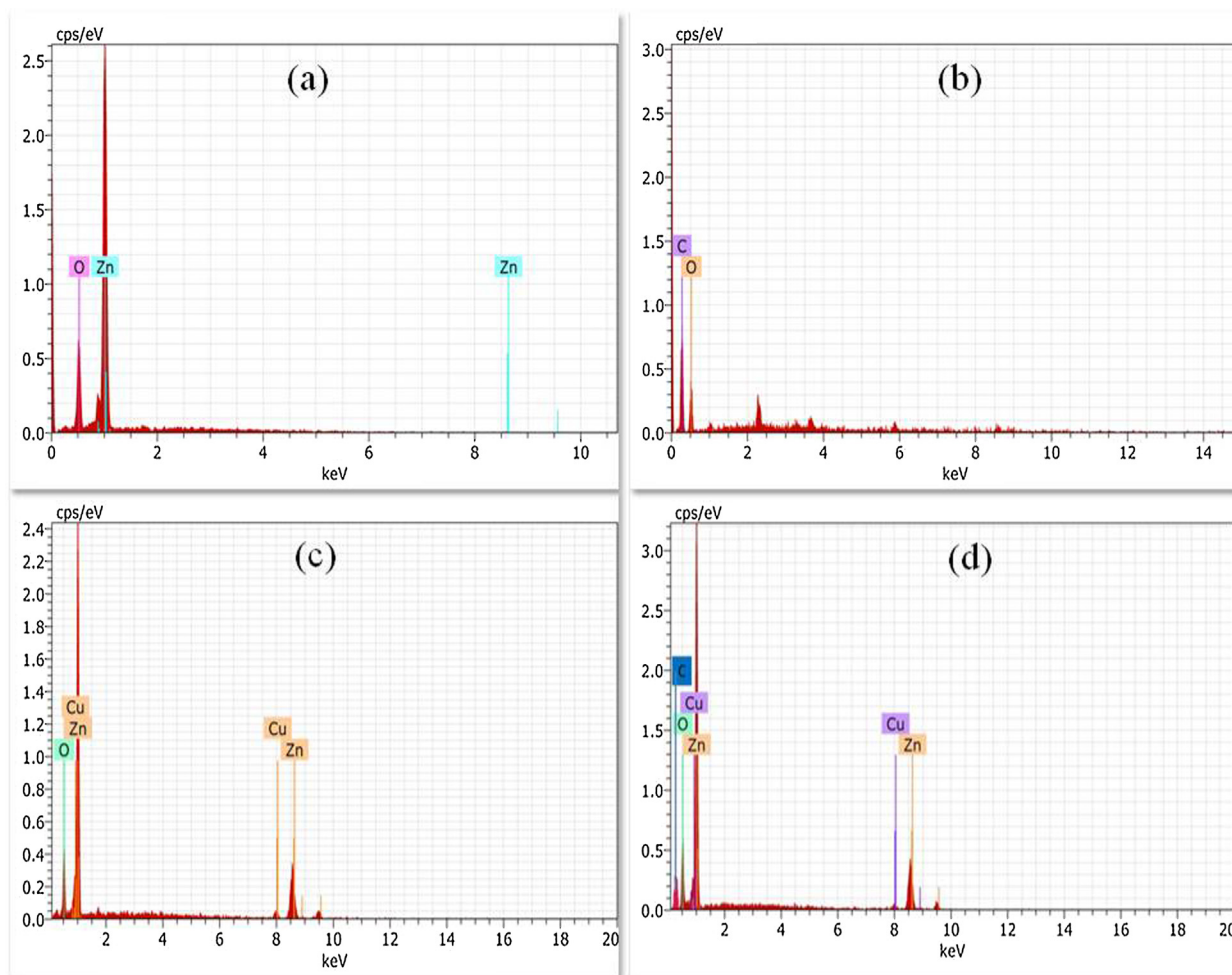 cps/eV
(a)
2.5
2.0
1.5
1.0
0.5
0.0
O Zn Zn
0 2 4 6 8 10
keV
cps/eV
(b)
3.0
2.5
2.0
1.5
1.0
0.5
0.0
C
O
0 2 4 6 8 10 12 14
keV
cps/eV
(c)
2.4
2.2
2.0
1.8
1.6
1.4
1.2
1.0
0.8
0.6
0.4
0.2
0.0
Cu
Zn Cu
O Zn
2 4 6 8 10 12 14 16 18 20
keV
cps/eV
(d)
3.0
2.5
2.0
1.5
1.0
0.5
0.0
C
Cu
O Cu
Zn Zn
2 4 6 8 10 12 14 16 18 20
keV